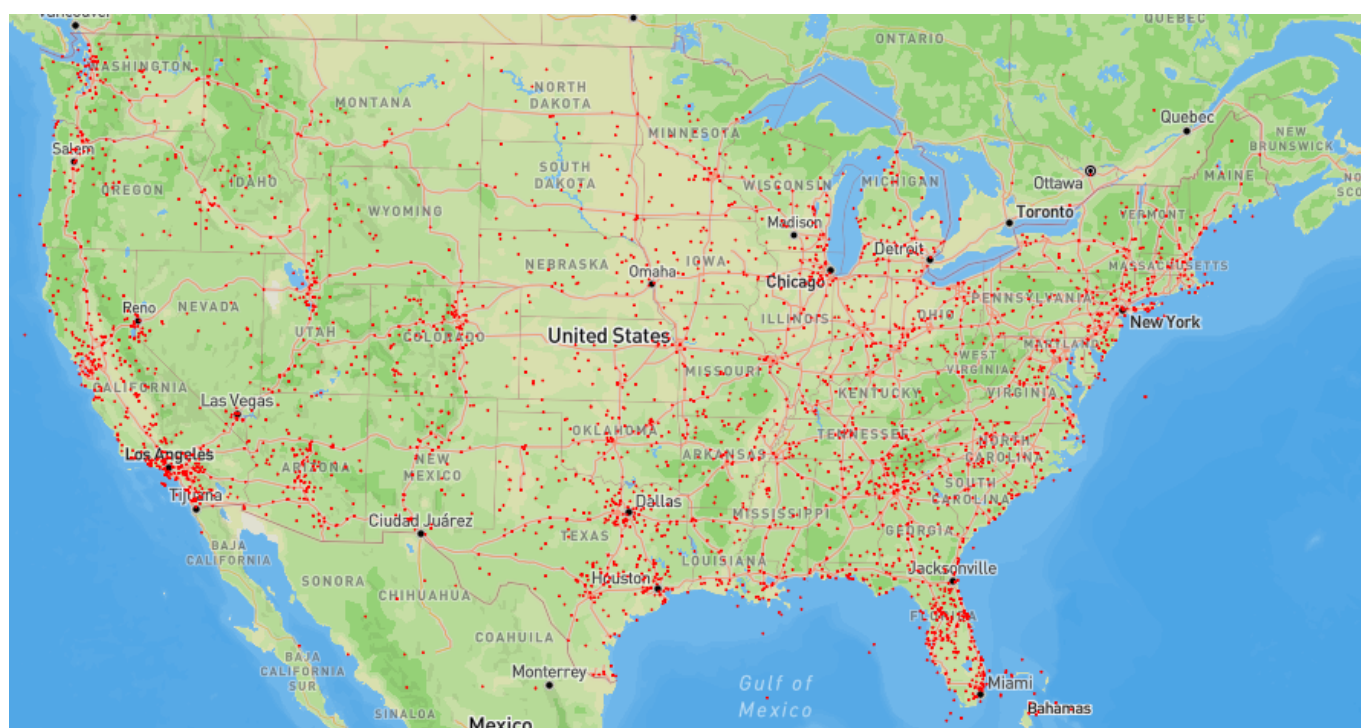 Vancouver
QUEBEC
ONTARIO
WASHINGTON
NORTH
DAKOTA
MONTANA
MINNESOTA
Quebec
NEW
BRUNSWICK
Salem
SOUTH
DAKOTA
WISCONSIN
MICHIGAN
Ottawa
MAINE
NO
SCO
OREGON
IDAHO
WYOMING
Madison
Toronto
VERMONT
Detroit
NEBRASKA
Omaha
IOWA
Chicago
MASSACHUSETTS
Reno
NEVADA
PENNSYLVANIA
UTAH
COLORADO
United States
ILLINOIS
OHIO
New York
MARYLAND
WEST
VIRGINIA
MISSOURI
CALIFORNIA
KENTUCKY
VIRGINIA
Las Vegas
OKLAHOMA
TENNESSEE
NORTH
CAROLINA
Los Angeles
ARIZONA
NEW
MEXICO
ARKANSAS
SOUTH
CAROLINA
Tijuana
Dallas
MISSISSIPPI
Ciudad Juárez
TEXAS
GEORGIA
BAJA
CALIFORNIA
LOUISIANA
Jacksonville
SONORA
Houston
CHIHUAHUA
FLORIDA
COAHUILA
BAJA
CALIFORNIA
SUR
Monterrey
Gulf of
Mexico
Miami
Bahamas
SINALOA
Mexico